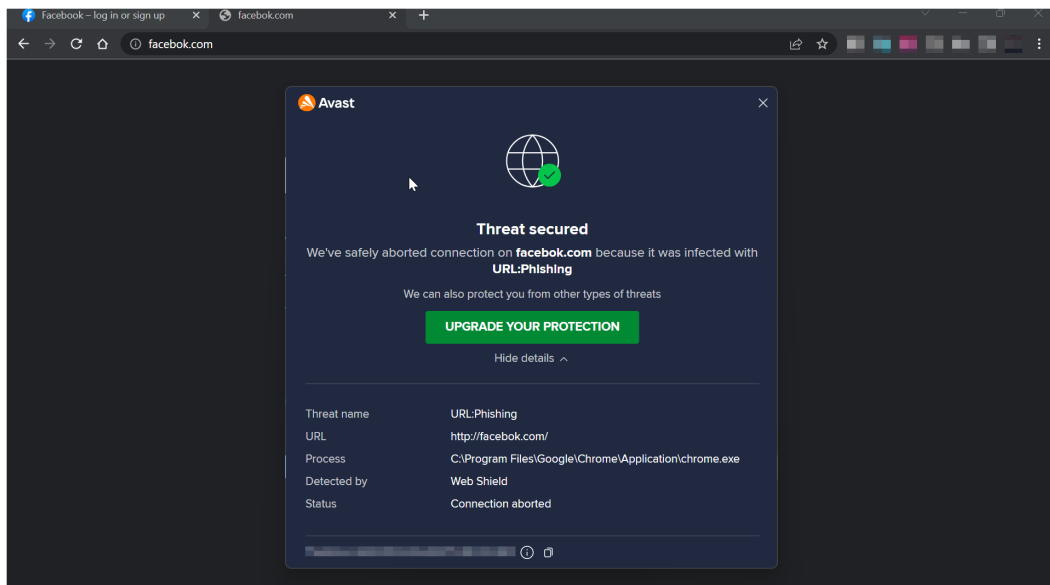 Facebook – log in or sign up
facebok.com
facebok.com
Avast
Threat secured
We've safely aborted connection on facebok.com because it was infected with
URL:Phishing
We can also protect you from other types of threats
UPGRADE YOUR PROTECTION
Hide details
Threat name URL:Phishing
URL http://facebok.com/
Process C:\Program Files\Google\Chrome\Application\chrome.exe
Detected by Web Shield
Status Connection aborted